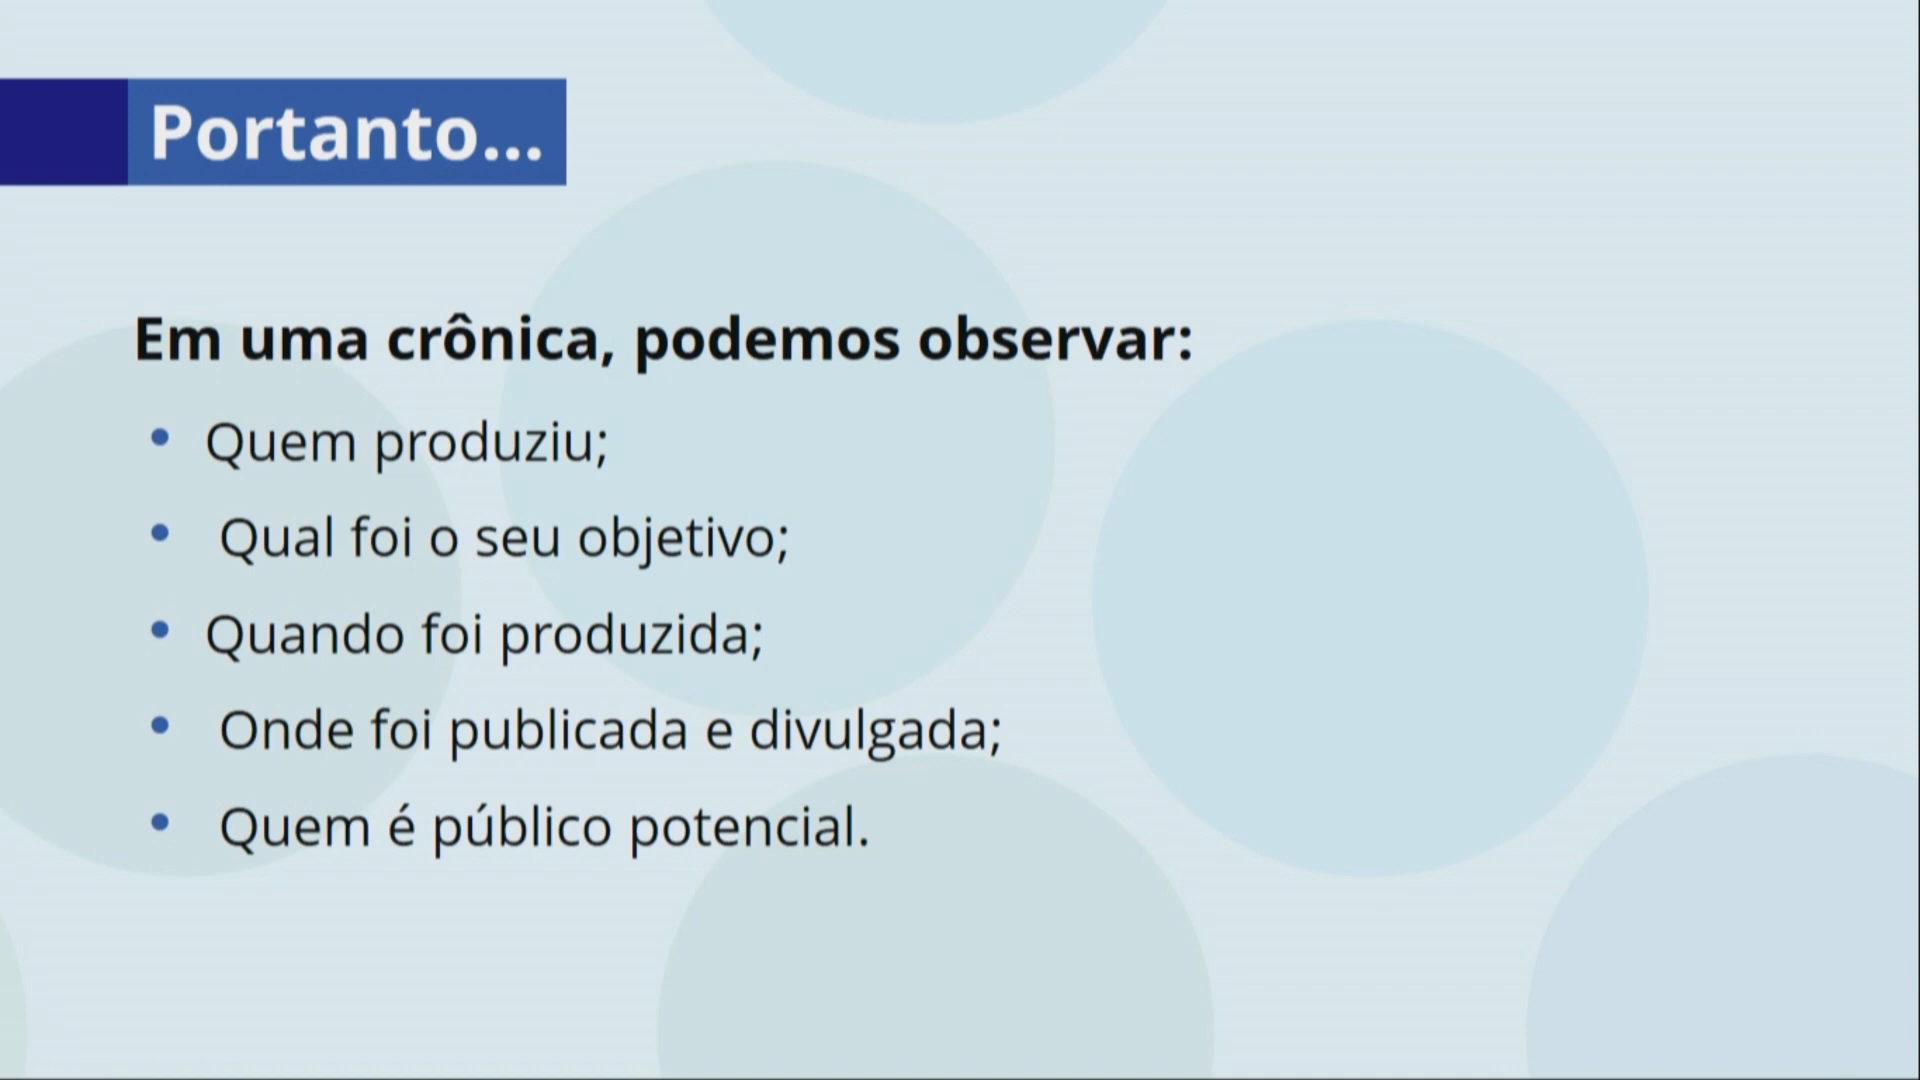 Portanto...
Em uma crônica, podemos observar:
• Quem produziu;
• Qual foi o seu objetivo;
• Quando foi produzida;
• Onde foi publicada e divulgada;
• Quem é público potencial.